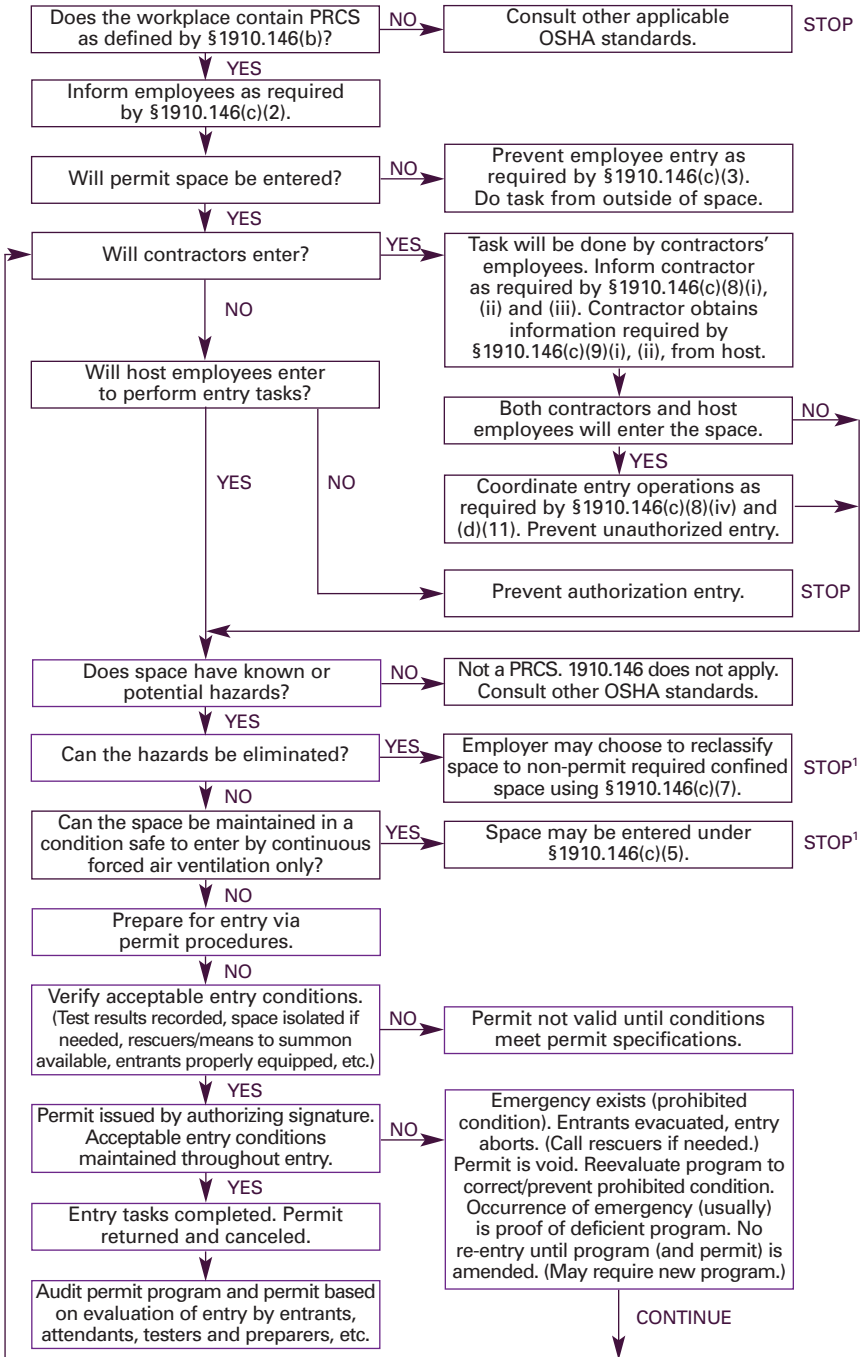 Does the workplace contain PRCS
as defined by §1910.146(b)?
NO
Consult other applicable
OSHA standards.
STOP
YES
Inform employees as required
by §1910.146(c)(2).
Will permit space be entered?
NO
Prevent employee entry as
required by §1910.146(c)(3).
Do task from outside of space.
YES
Will contractors enter?
YES
Task will be done by contractors’
employees. Inform contractor
as required by §1910.146(c)(8)(i),
(ii) and (iii). Contractor obtains
information required by
§1910.146(c)(9)(i), (ii), from host.
NO
Will host employees enter
to perform entry tasks?
Both contractors and host
employees will enter the space.
NO
YES
YES
NO
Coordinate entry operations as
required by §1910.146(c)(8)(iv) and
(d)(11). Prevent unauthorized entry.
Prevent authorization entry.
STOP
Does space have known or
potential hazards?
NO
Not a PRCS. 1910.146 does not apply.
Consult other OSHA standards.
YES
Can the hazards be eliminated?
YES
Employer may choose to reclassify
space to non-permit required confined
space using §1910.146(c)(7).
STOP¹
NO
Can the space be maintained in a
condition safe to enter by continuous
forced air ventilation only?
YES
Space may be entered under
§1910.146(c)(5).
STOP¹
NO
Prepare for entry via
permit procedures.
NO
Verify acceptable entry conditions.
(Test results recorded, space isolated if
needed, rescuers/means to summon
available, entrants properly equipped, etc.)
NO
Permit not valid until conditions
meet permit specifications.
YES
Permit issued by authorizing signature.
Acceptable entry conditions
maintained throughout entry.
NO
Emergency exists (prohibited
condition). Entrants evacuated, entry
aborts. (Call rescuers if needed.)
Permit is void. Reevaluate program to
correct/prevent prohibited condition.
Occurrence of emergency (usually)
is proof of deficient program. No
re-entry until program (and permit) is
amended. (May require new program.)
YES
Entry tasks completed. Permit
returned and canceled.
Audit permit program and permit based
on evaluation of entry by entrants,
attendants, testers and preparers, etc.
CONTINUE